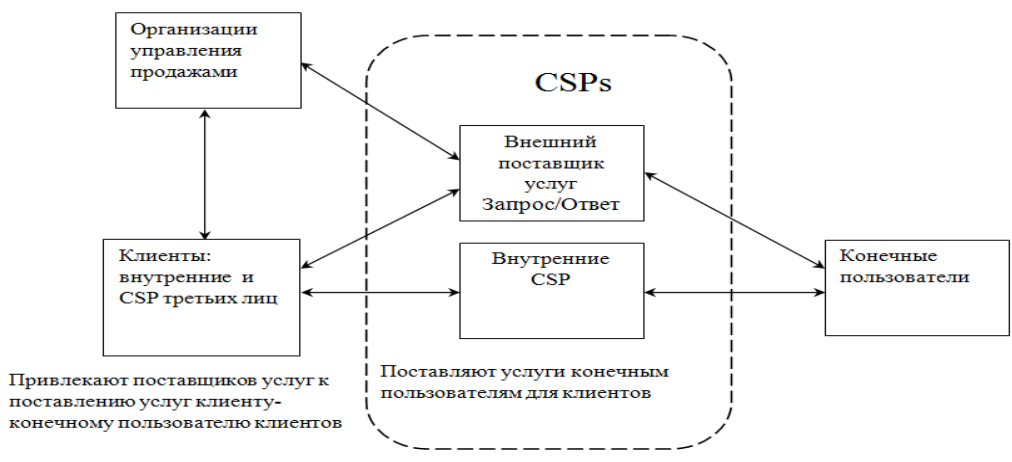 Организации
управления
продажами
CSPs
Внешний
поставщик
услуг
Запрос/Ответ
Клиенты:
внутренние и
CSP третьих лиц
Внутренние
CSP
Конечные
пользователи
Привлекают поставщиков услуг к
поставлению услуг клиенту-
конечному пользователю клиентов
Поставляют услуги конечным
пользователям для клиентов